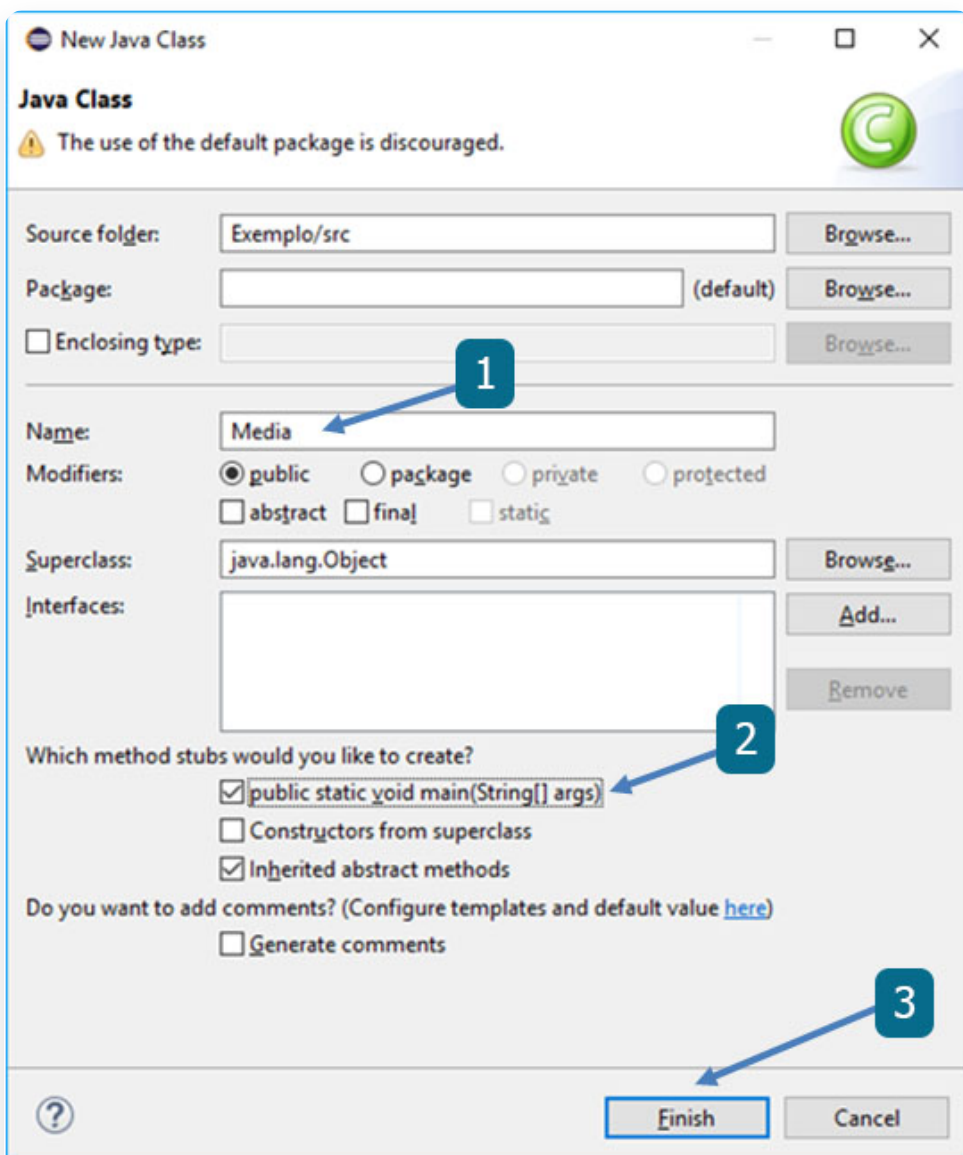 New Java Class
Java Class
The use of the default package is discouraged.
Source folder: Exemplo/src Browse...
Package: (default) Browse...
Enclosing type: Browse...
1
Name: Media
Modifiers: public package private protected
abstract final static
Superclass: java.lang.Object Browse...
Interfaces: Add...
Remove
2
Which method stubs would you like to create?
public static void main(String[] args)
Constructors from superclass
Inherited abstract methods
Do you want to add comments? (Configure templates and default value here)
Generate comments
3
? Finish Cancel